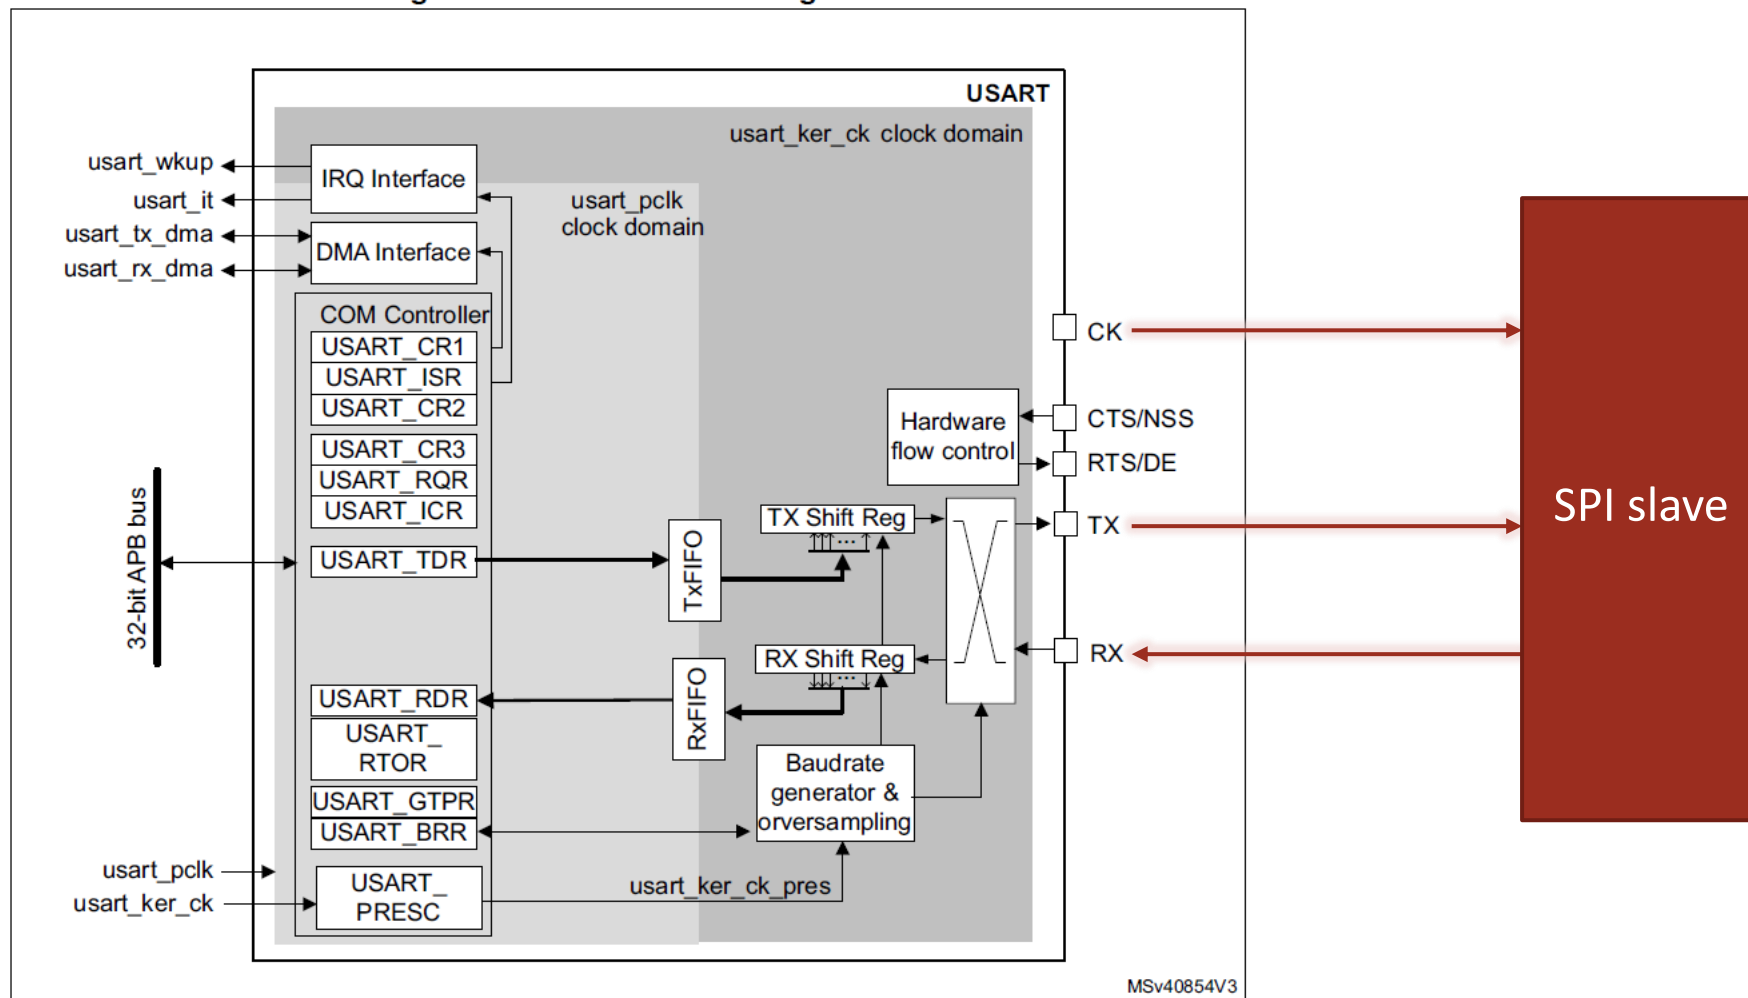 USART
usart_ker_ck clock domain
usart_wkup
IRQ Interface
usart_it
usart_pclk
clock domain
usart_tx_dma
DMA Interface
usart_rx_dma
COM Controller
USART_CR1
USART_ISR
USART_CR2
USART_CR3
USART_RQR
USART_ICR
USART_TDR
32-bit APB bus
TxFIFO
TX Shift Reg
...
RX Shift Reg
...
RxFIFO
USART_RDR
USART_
RTOR
USART_GTPR
USART_BRR
Baudrate
generator &
orversampling
usart_pclk
usart_ker_ck
USART_
PRESC
usart_ker_ck_pres
Hardware
flow control
CK
CTS/NSS
RTS/DE
TX
RX
SPI slave
MSv40854V3